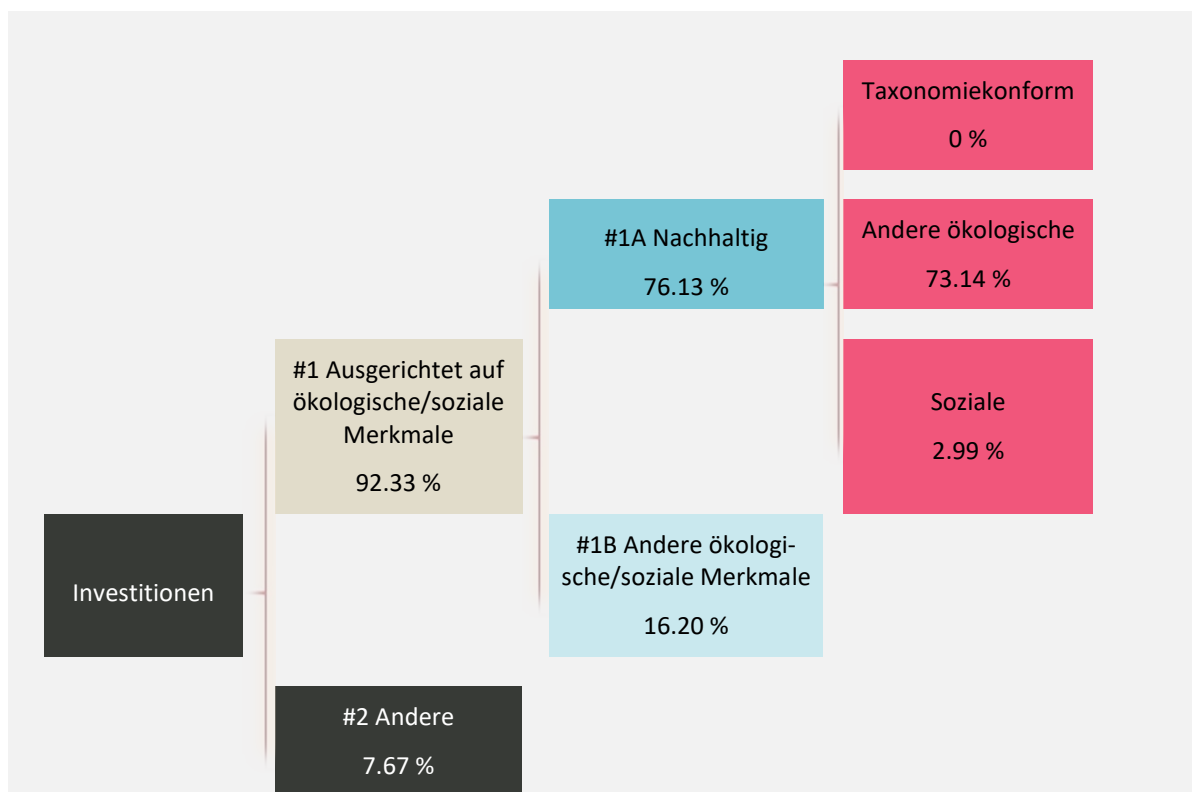 Taxonomiekonform
0 %
#1A Nachhaltig
76.13 %
Andere ökologische
73.14 %
#1 Ausgerichtet auf
ökologische/soziale
Merkmale
92.33 %
Soziale
2.99 %
Investitionen
#1B Andere ökologi-
sche/soziale Merkmale
16.20 %
#2 Andere
7.67 %